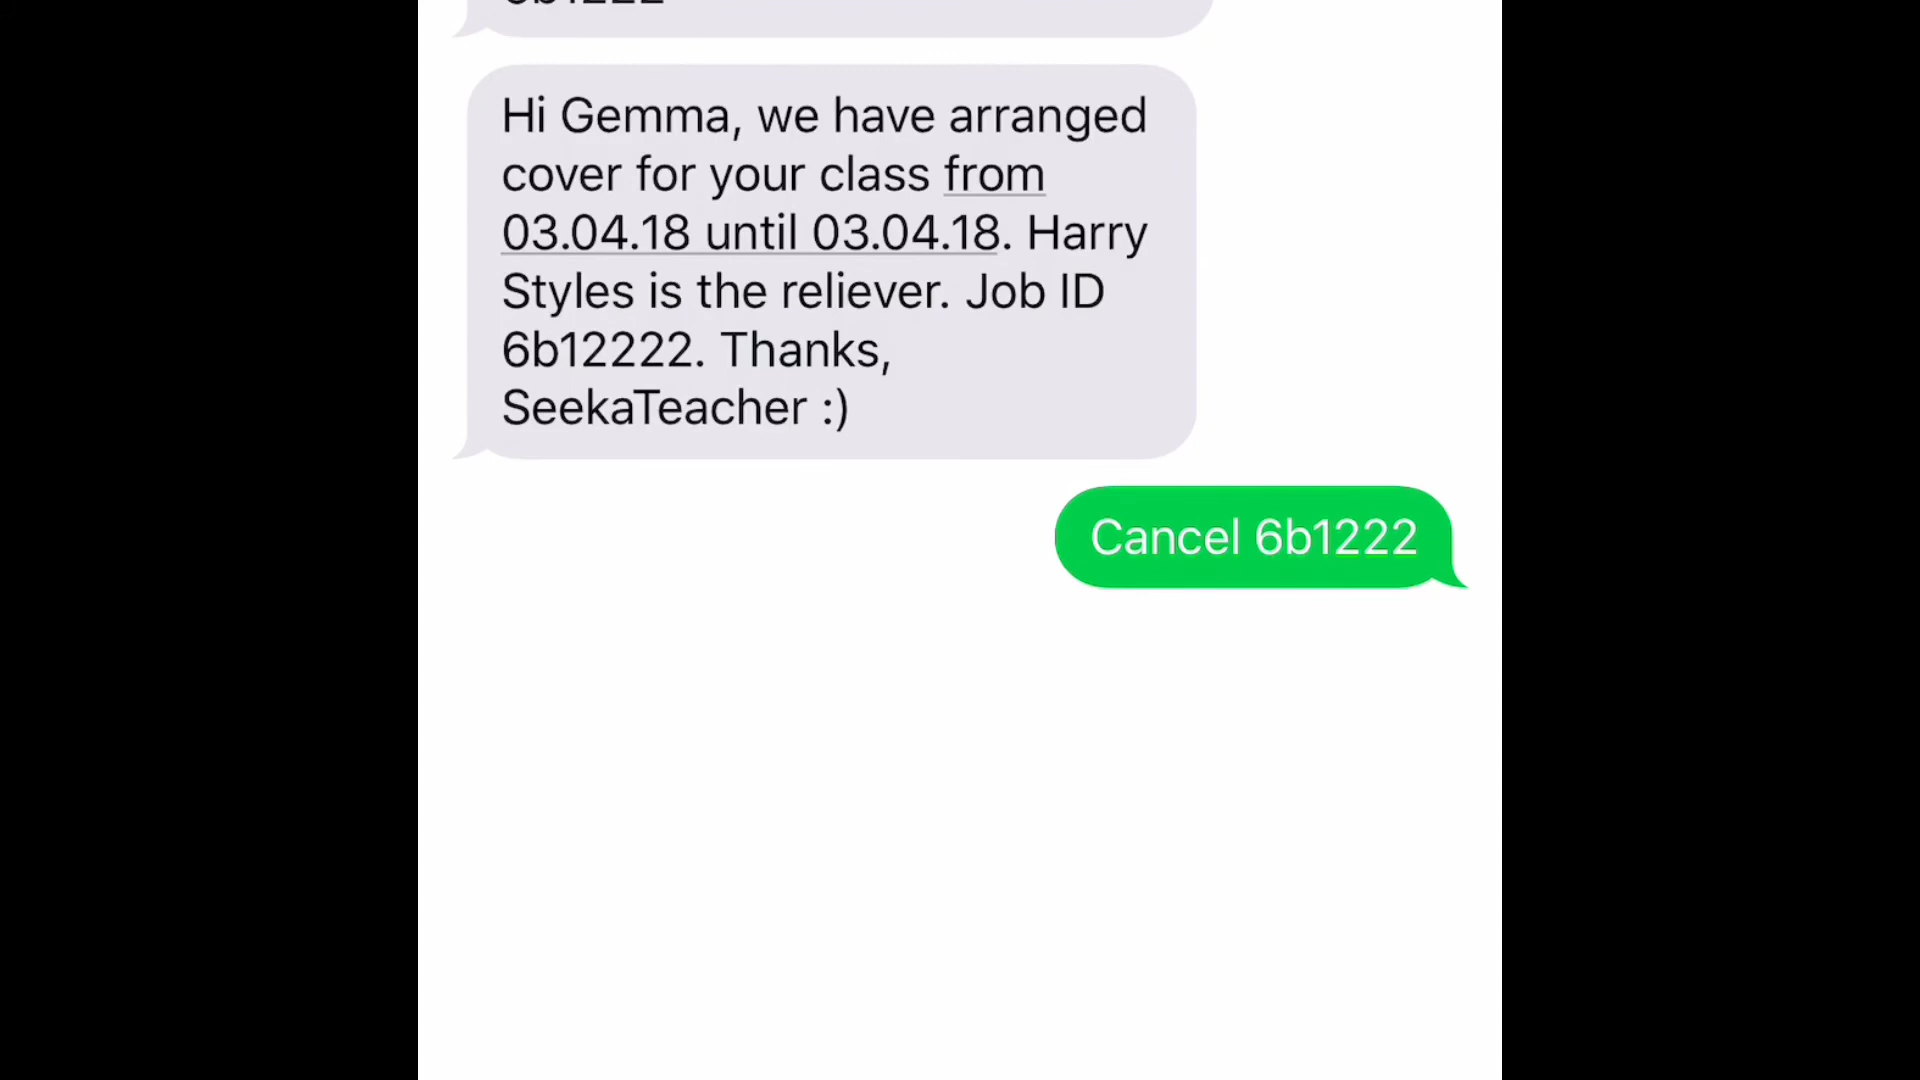 Hi Gemma, we have arranged
cover for your class from
03.04.18 until 03.04.18. Harry
Styles is the reliever. Job ID
6b12222. Thanks,
SeekaTeacher :)
Cancel 6b1222